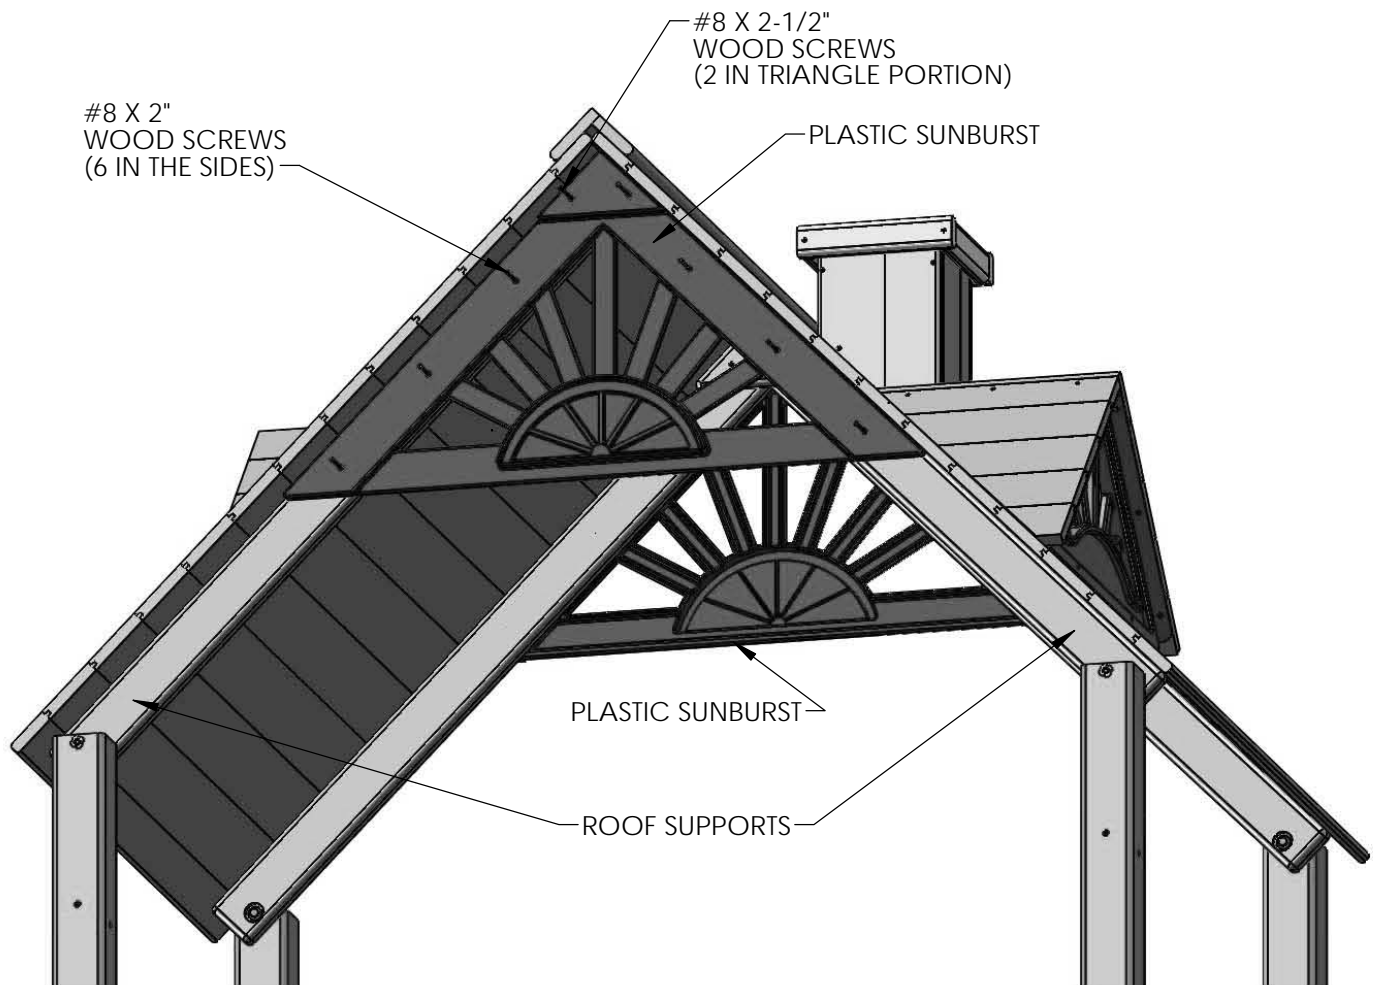 #8 X 2-1/2"
WOOD SCREWS
(2 IN TRIANGLE PORTION)
#8 X 2"
WOOD SCREWS
(6 IN THE SIDES)
PLASTIC SUNBURST
PLASTIC SUNBURST
ROOF SUPPORTS